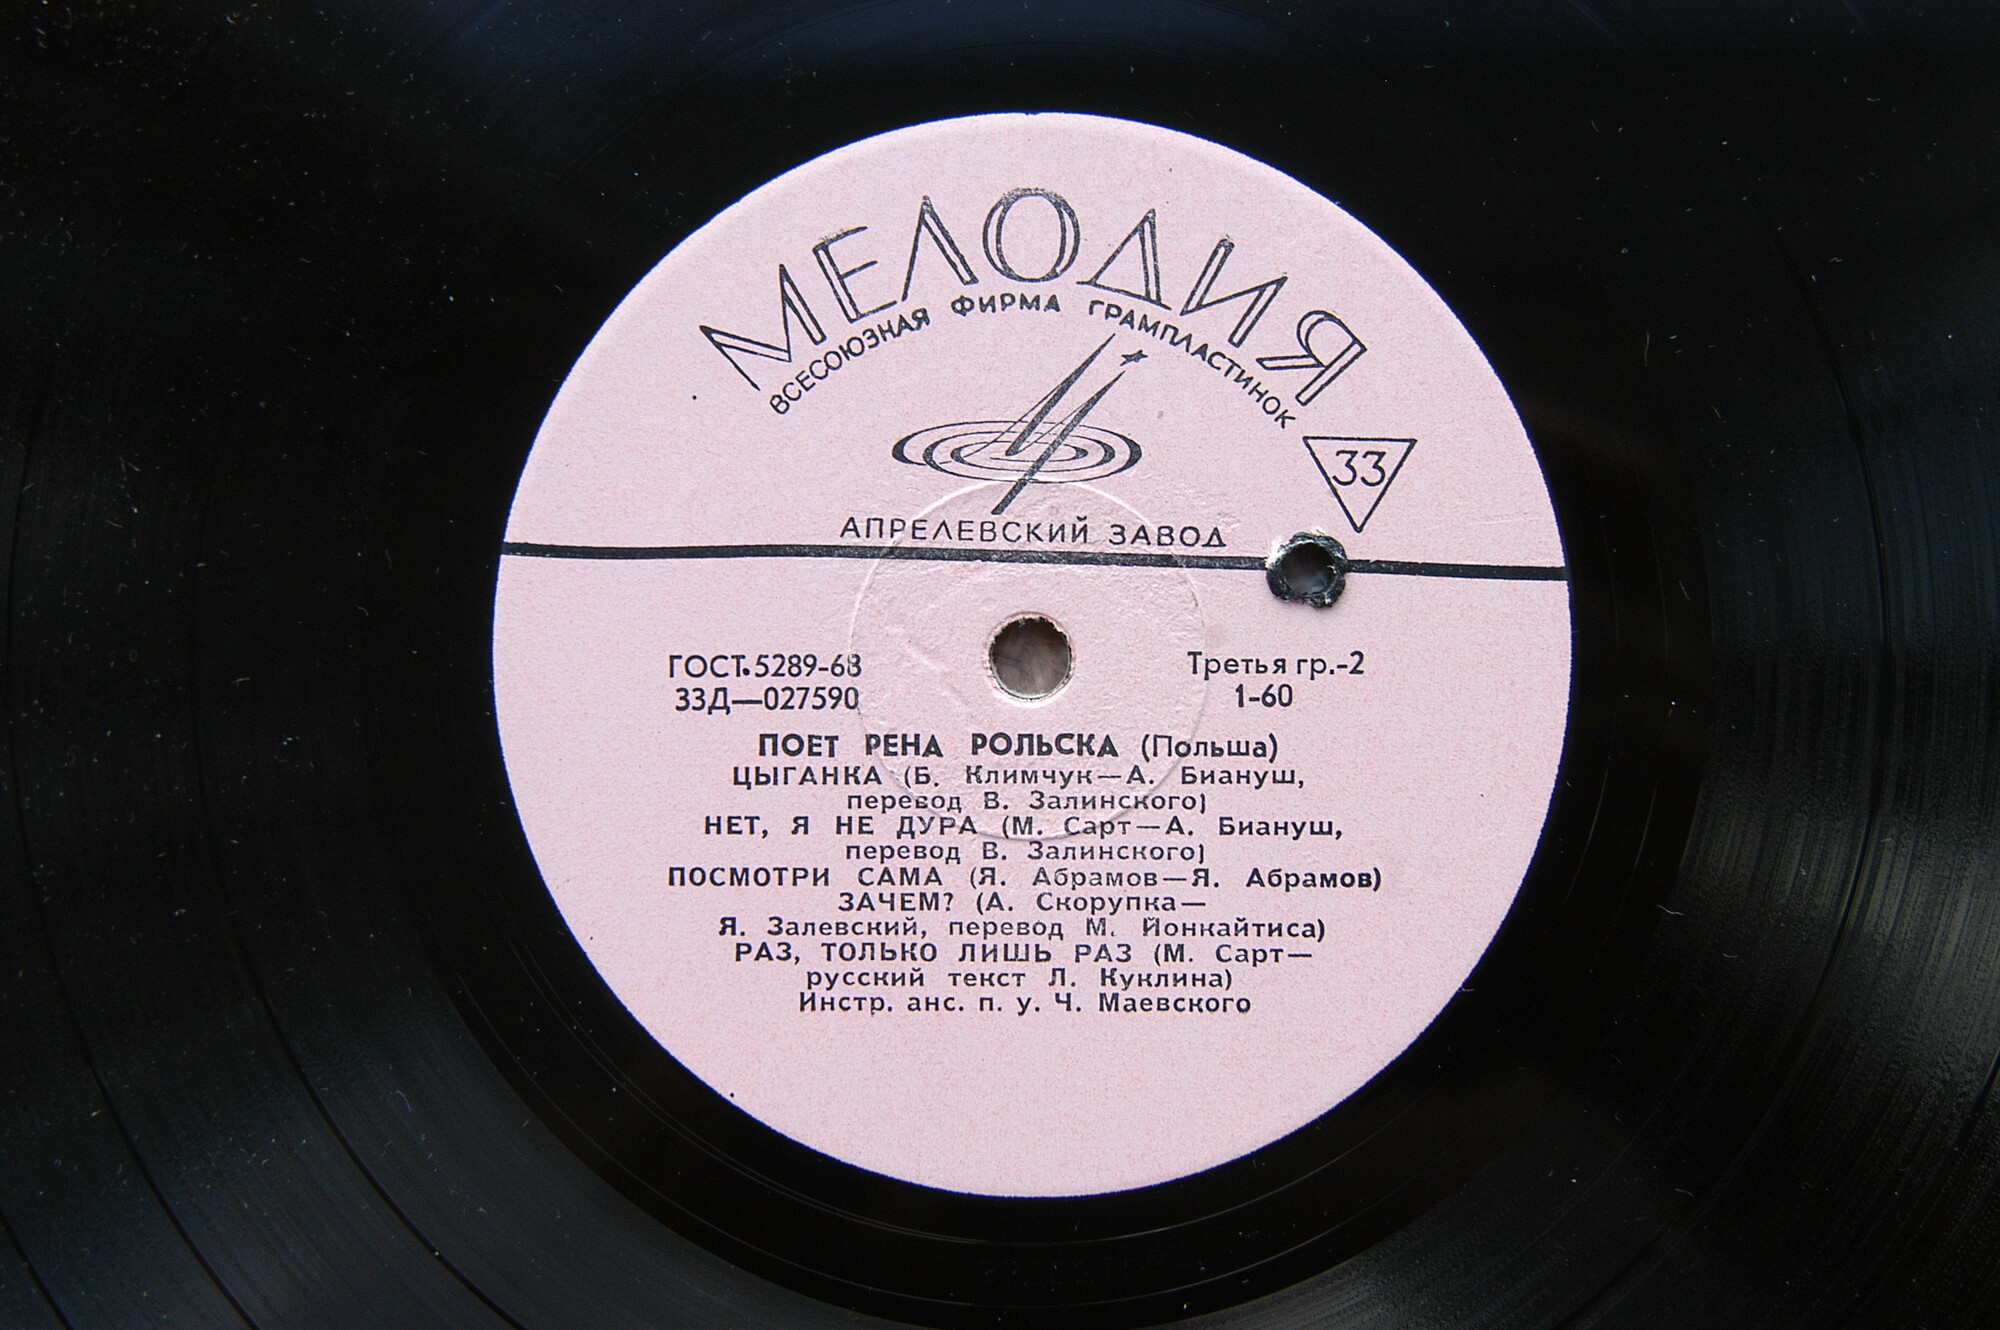 МЕЛОДИЯ
ВСЕСОЮЗНАЯ ФИРМА ГРАМПЛАСТИНОК
33
АПРЕЛЕВСКИЙ ЗАВОД
ГОСТ.5289-68
33Д—027590
Третья гр.-2
1-60
ПОЕТ РЕНА РОЛЬСКА (Польша)
ЦЫГАНКА (Б. Климчук—А. Биануш,
перевод В. Залинского)
НЕТ, Я НЕ ДУРА (М. Сарт—А. Биануш,
перевод В. Залинского)
ПОСМОТРИ САМА (Я. Абрамов—Я. Абрамов)
ЗАЧЕМ? (А. Скорупка—
Я. Залевский, перевод М. Йонкайтиса)
РАЗ, ТОЛЬКО ЛИШЬ РАЗ (М. Сарт—
русский текст Л. Куклина)
Инстр. анс. п. у. Ч. Маевского